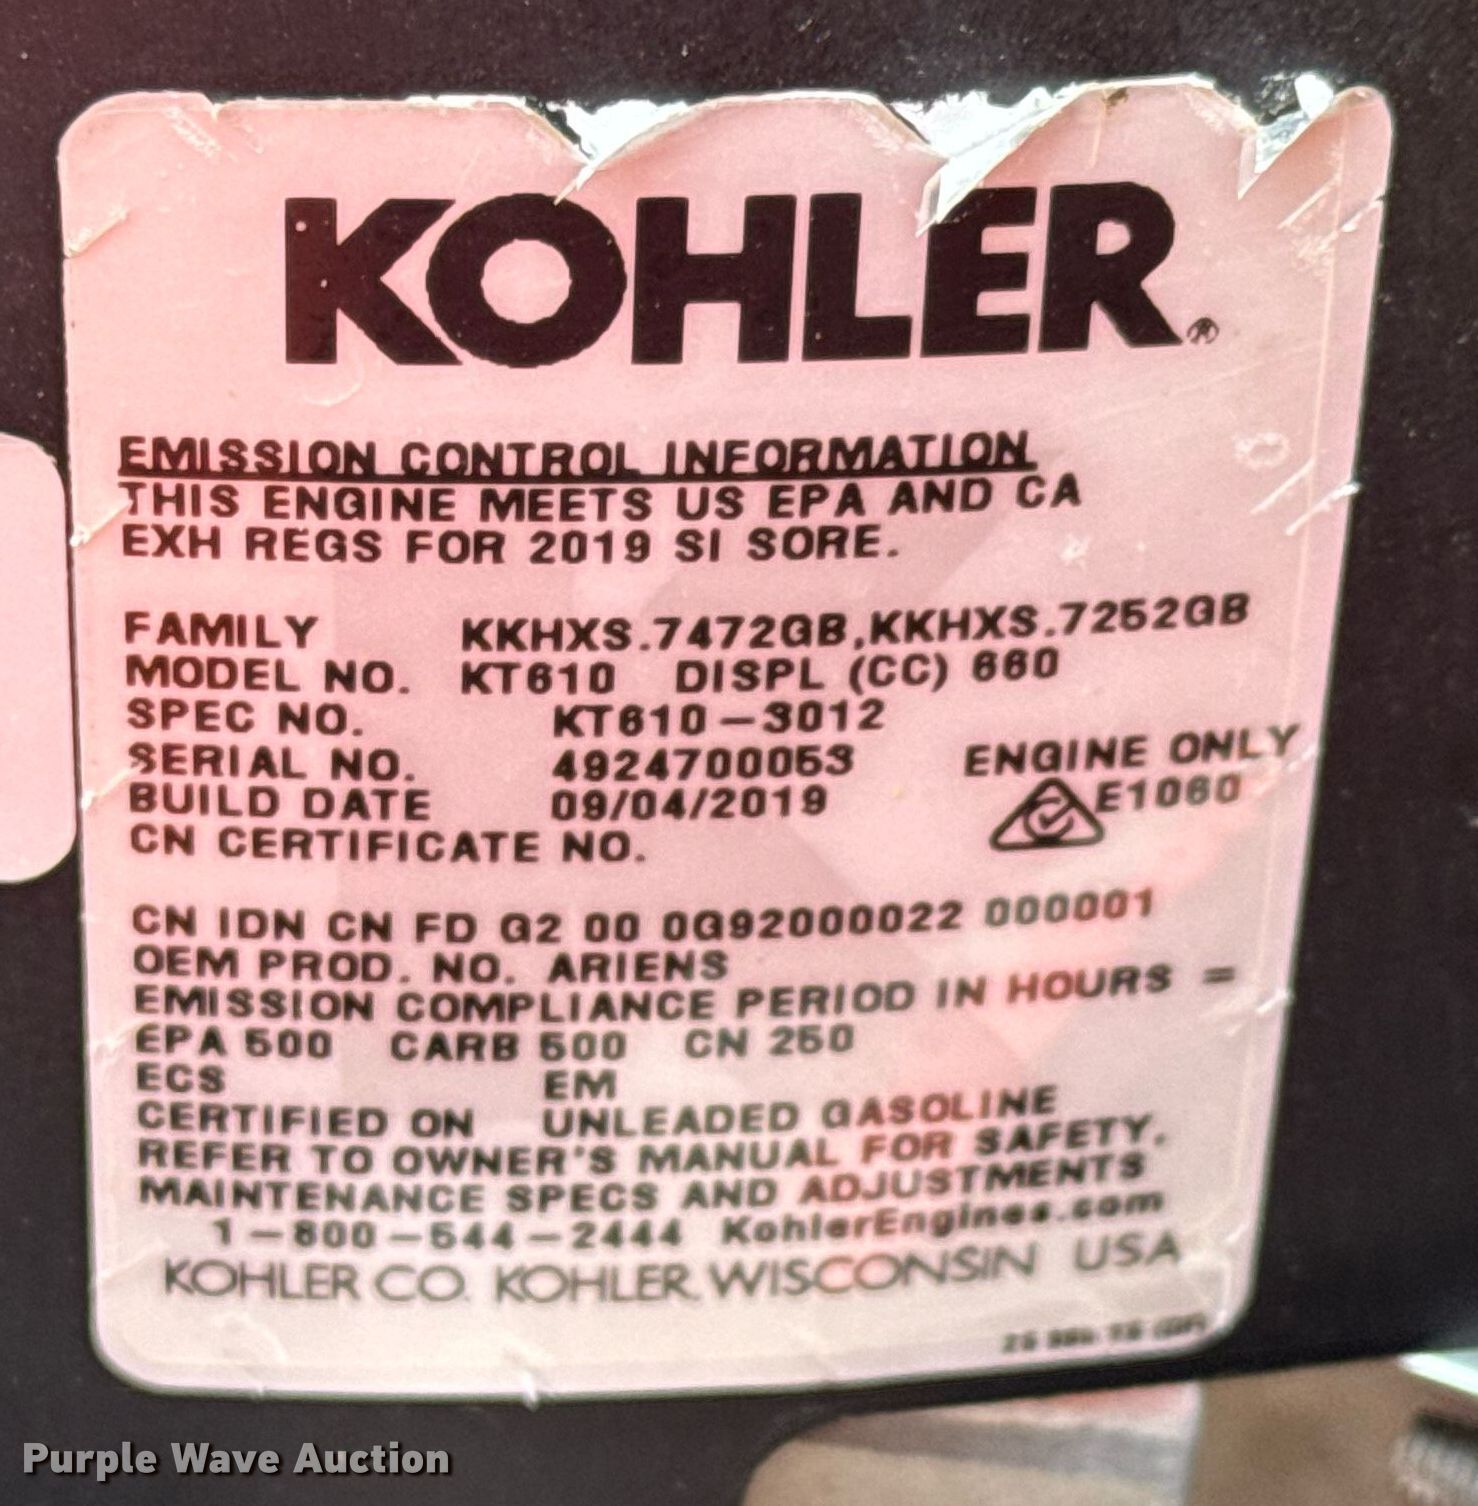 KOHLER®
EMISSION CONTROL INFORMATION
THIS ENGINE MEETS US EPA AND CA
EXH REGS FOR 2019 SI SORE.
FAMILY KKHXS.7472GB,KKHXS.7252GB
MODEL NO. KT610 DISPL (CC) 660
SPEC NO. KT610-3012
SERIAL NO. 4924700053 ENGINE ONLY
BUILD DATE 09/04/2019 E1060
CN CERTIFICATE NO.
CN IDN CN FD G2 00 0G92000022 000001
OEM PROD. NO. ARIENS
EMISSION COMPLIANCE PERIOD IN HOURS =
EPA 500 CARB 500 CN 250
ECS EM
CERTIFIED ON UNLEADED GASOLINE
REFER TO OWNER'S MANUAL FOR SAFETY,
MAINTENANCE SPECS AND ADJUSTMENTS
1-800-544-2444 KohlerEngines.com
KOHLER CO. KOHLER, WISCONSIN USA
Purple Wave Auction